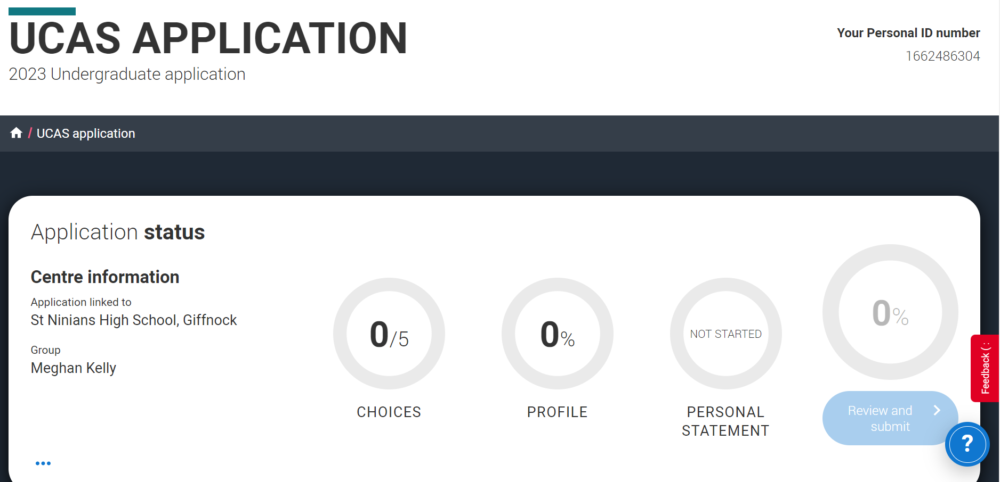 UCAS APPLICATION
2023 Undergraduate application
Your Personal ID number
1662486304
/ UCAS application
Application status
Centre information
Application linked to
St Ninians High School, Giffnock
Group
Meghan Kelly
0/5
CHOICES
0%
PROFILE
NOT STARTED
PERSONAL
STATEMENT
0%
Review and
submit
Feedback ( :
?